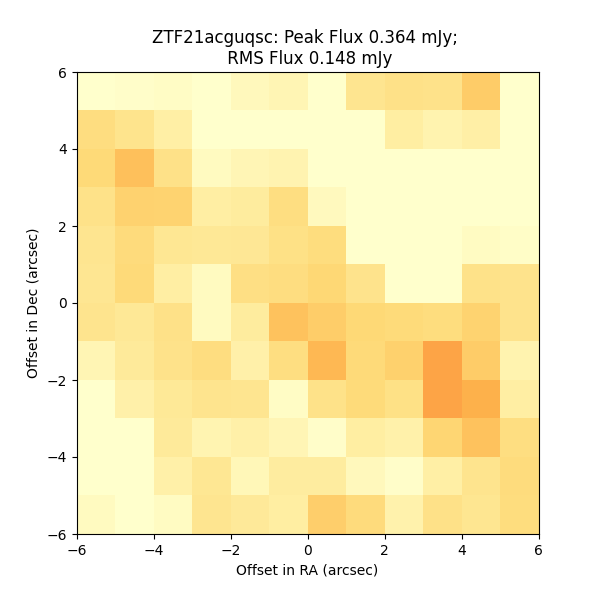 ZTF21acguqsc: Peak Flux 0.364 mJy;
RMS Flux 0.148 mJy
6
4
2
0
−2
−4
−6
Offset in Dec (arcsec)
−6 −4 −2 0 2 4 6
Offset in RA (arcsec)